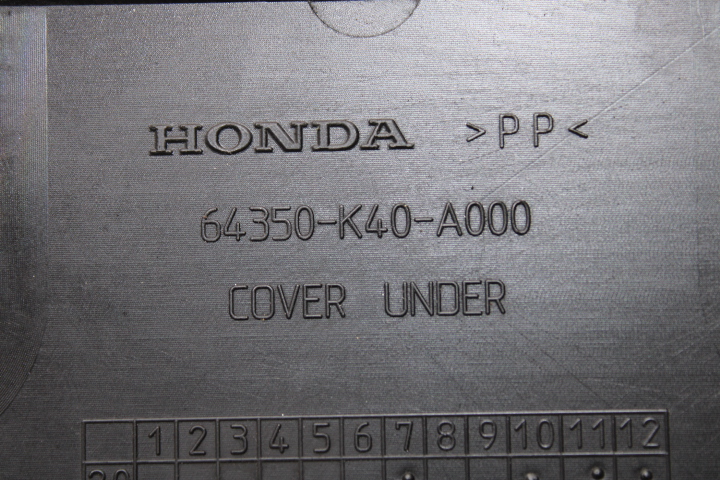 HONDA >PP<
64350-K40-A000
COVER UNDER
1 2 3 4 5 6 7 8 9 10 11 12